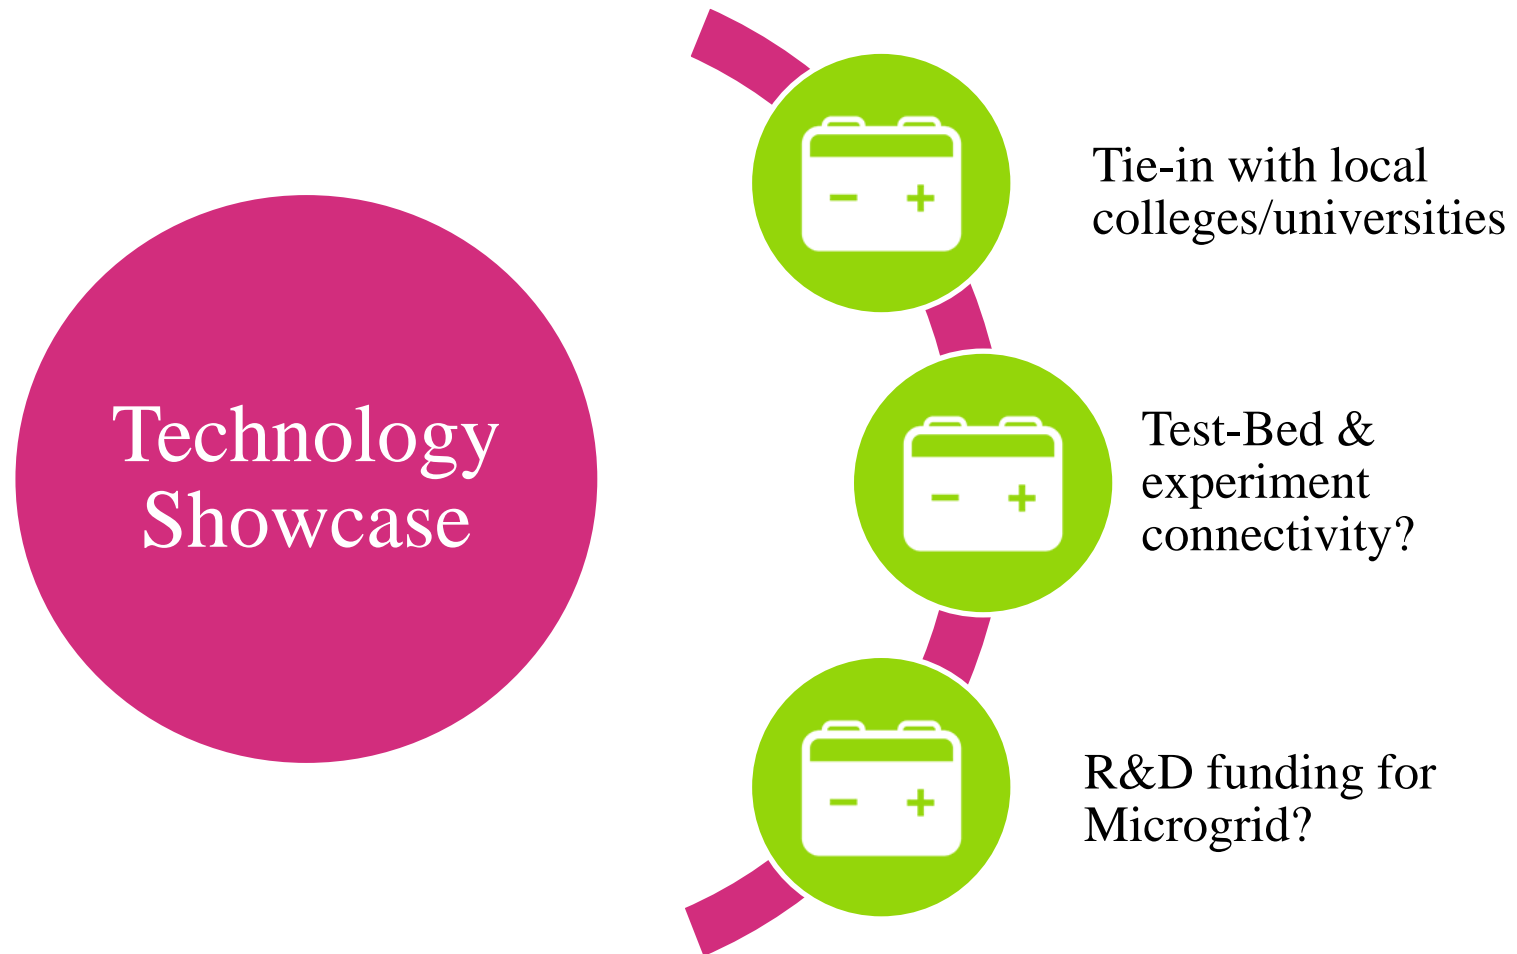 Technology
Showcase
Tie-in with local
colleges/universities
Test-Bed &
experiment
connectivity?
R&D funding for
Microgrid?